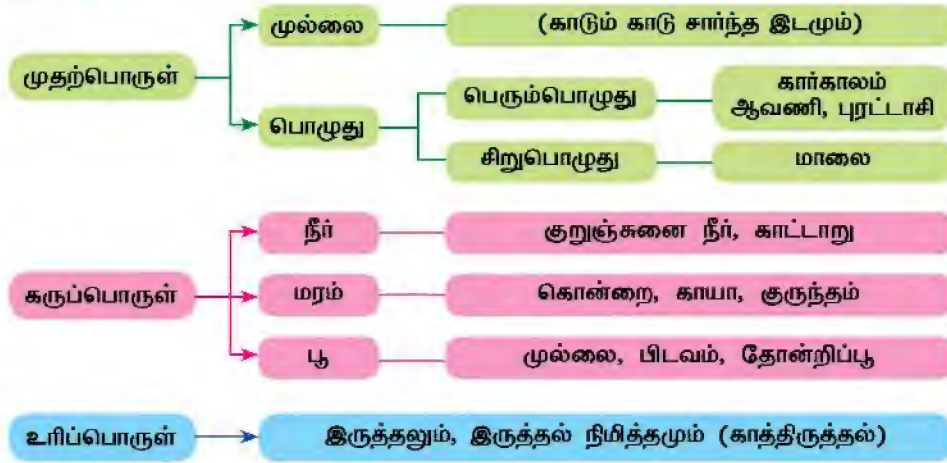 முதற்பொருள்
முல்லை
(காடும் காடு சார்ந்த இடமும்)
பொழுது
பெரும்பொழுது
கார்காலம்
ஆவணி, புரட்டாசி
சிறுபொழுது
மாலை
கருப்பொருள்
நீர்
குறுஞ்சுனை நீர், காட்டாறு
மரம்
கொன்றை, காயா, குருந்தம்
பூ
முல்லை, பிடவம், தோன்றிப்பூ
உரிப்பொருள்
இருத்தலும், இருத்தல் நிமித்தமும் (காத்திருத்தல்)